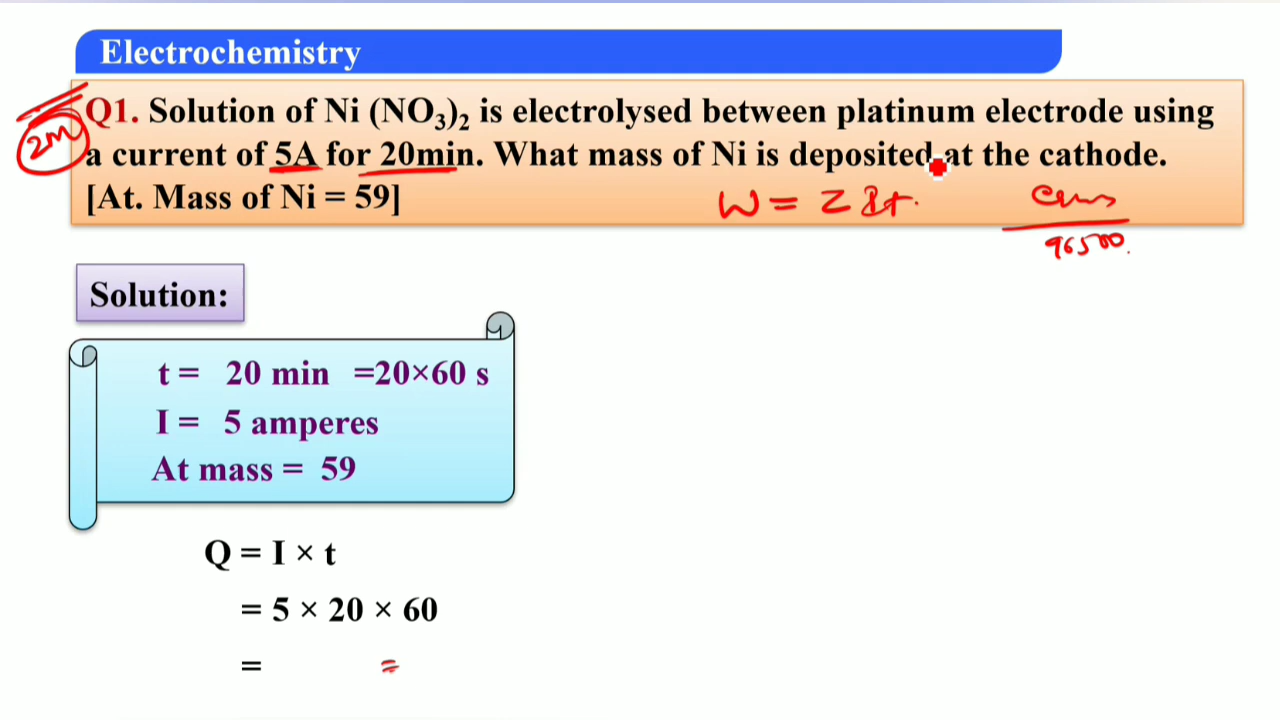 Electrochemistry
Q1. Solution of Ni (NO₃)₂ is electrolysed between platinum electrode using
2M
a current of 5A for 20min. What mass of Ni is deposited at the cathode.
[At. Mass of Ni = 59]
W = Z I t.
96500.
Solution:
t = 20 min =20×60 s
I = 5 amperes
At mass = 59
Q = I × t
= 5 × 20 × 60
= =